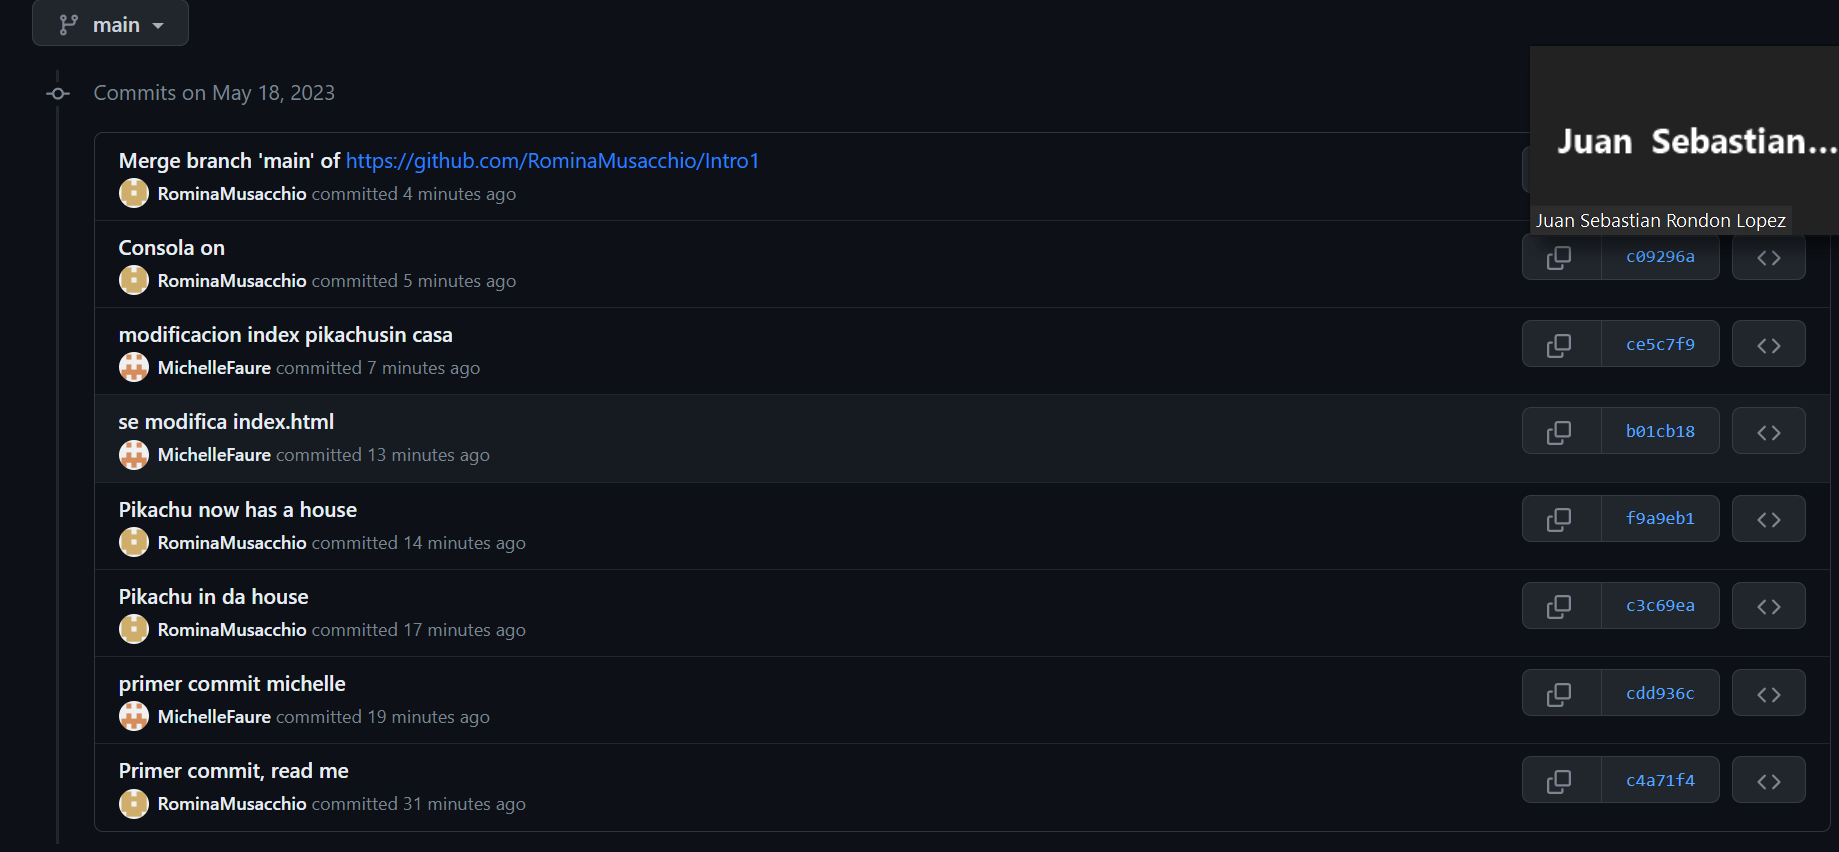 main
Commits on May 18, 2023
Merge branch 'main' of https://github.com/RominaMusacchio/Intro1
RominaMusacchio committed 4 minutes ago
Juan Sebastian...
Juan Sebastian Rondon Lopez
Consola on
RominaMusacchio committed 5 minutes ago
c09296a
modificacion index pikachusin casa
MichelleFaure committed 7 minutes ago
ce5c7f9
se modifica index.html
MichelleFaure committed 13 minutes ago
b01cb18
Pikachu now has a house
RominaMusacchio committed 14 minutes ago
f9a9eb1
Pikachu in da house
RominaMusacchio committed 17 minutes ago
c3c69ea
primer commit michelle
MichelleFaure committed 19 minutes ago
cdd936c
Primer commit, read me
RominaMusacchio committed 31 minutes ago
c4a71f4